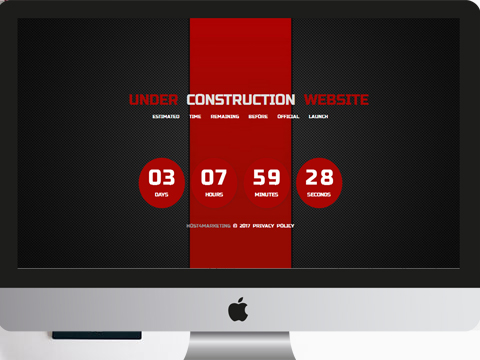 UNDER CONSTRUCTION WEBSITE
ESTIMATED TIME REMAINING BEFORE OFFICIAL LAUNCH
03 07 59 28
DAYS HOURS MINUTES SECONDS
HOST4MARKETING © 2017 PRIVACY POLICY